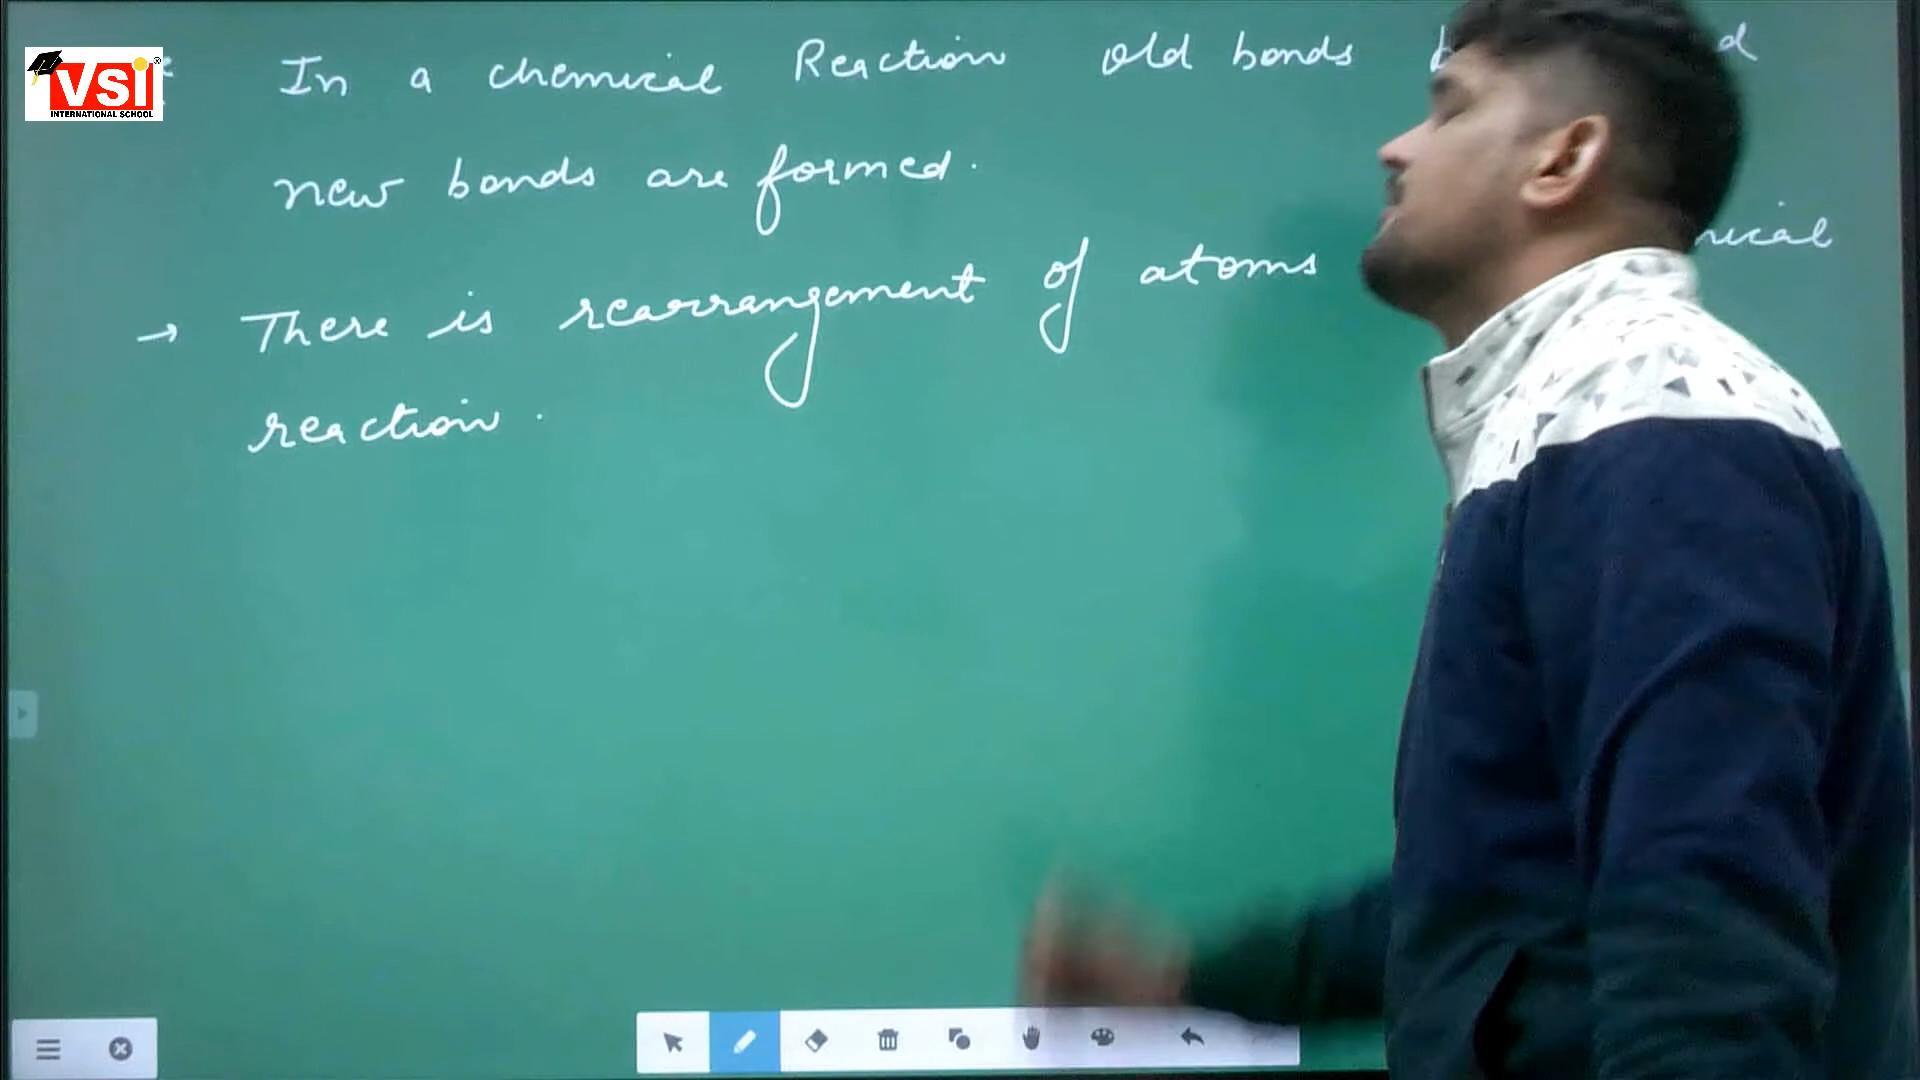 VSI
INTERNATIONAL SCHOOL
In a chemical Reaction old bonds
new bonds are formed.
→ There is rearrangement of atoms
reaction.